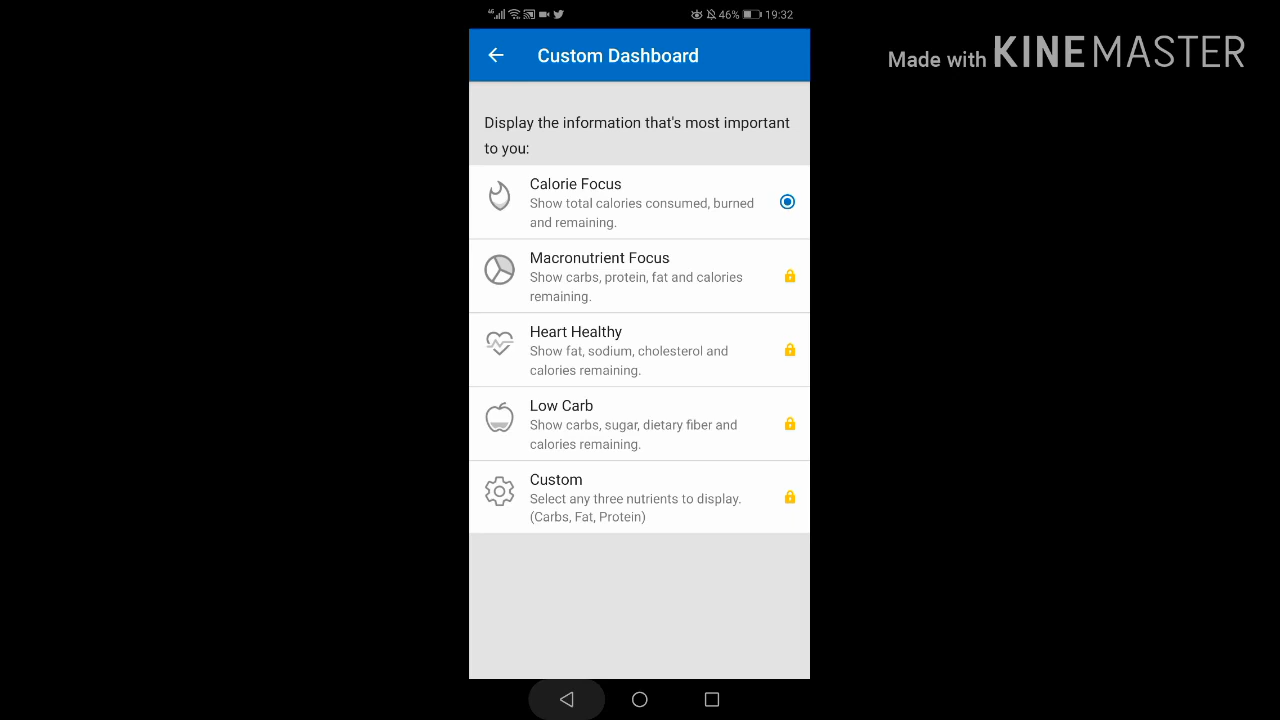 4G 46% 19:32
Custom Dashboard
Made with KINEMASTER
Display the information that's most important
to you:
Calorie Focus
Show total calories consumed, burned
and remaining.
Macronutrient Focus
Show carbs, protein, fat and calories
remaining.
Heart Healthy
Show fat, sodium, cholesterol and
calories remaining.
Low Carb
Show carbs, sugar, dietary fiber and
calories remaining.
Custom
Select any three nutrients to display.
(Carbs, Fat, Protein)